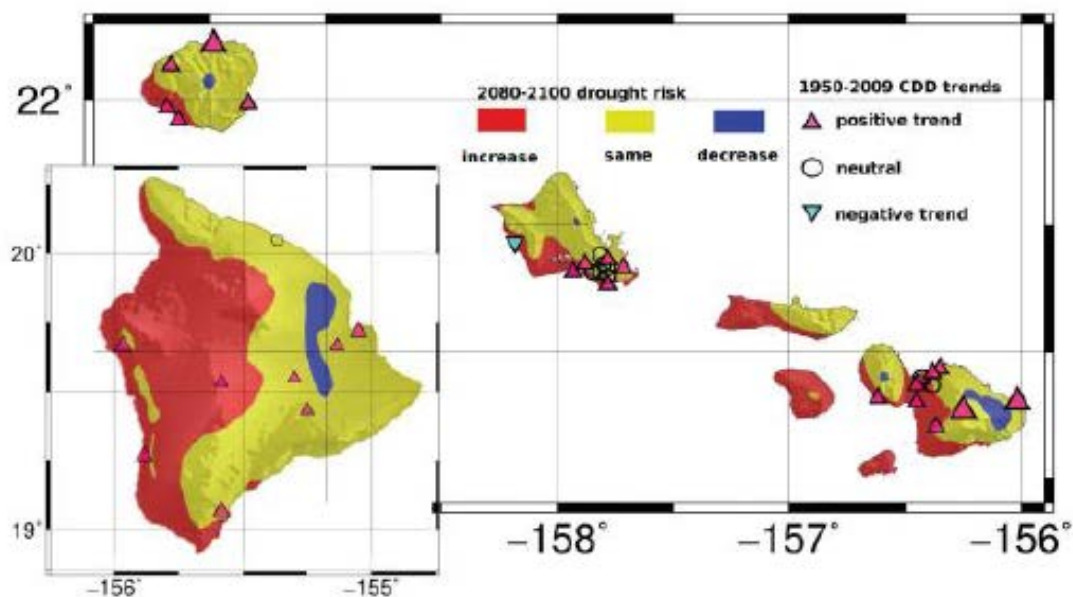 22°
2080-2100 drought risk
increase same decrease
1950-2009 CDD trends
positive trend
neutral
negative trend
20°
19°
-156° -155°
-158° -157° -156°